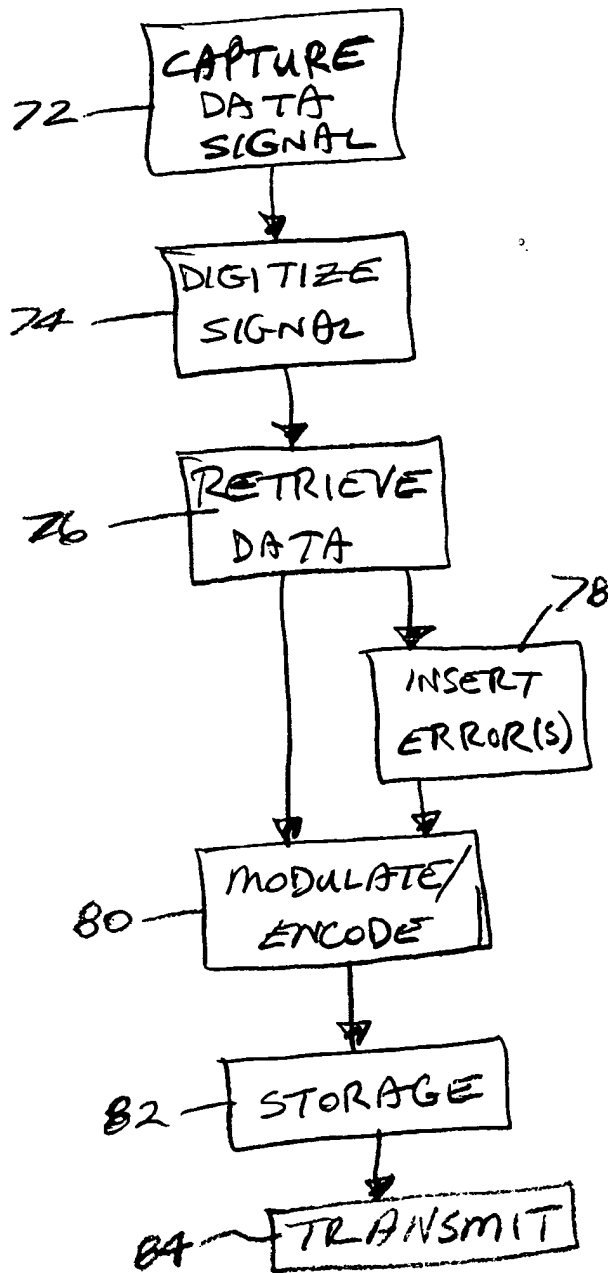 CAPTURE
DATA
SIGNAL
72
DIGITIZE
SIGNAL
74
RETRIEVE
DATA
76
78
INSERT
ERROR(S)
MODULATE/
ENCODE
80
STORAGE
82
TRANSMIT
84